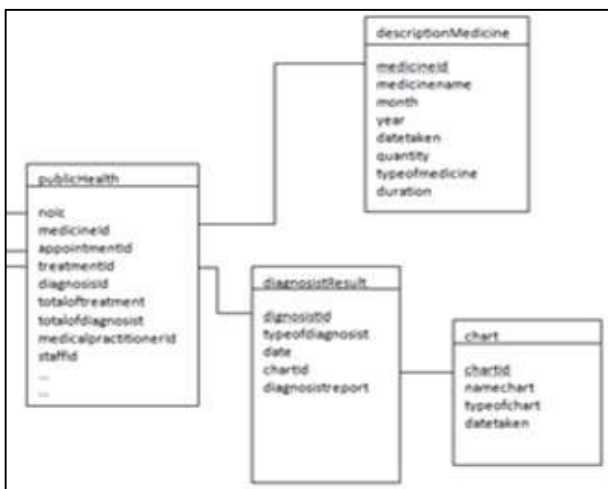 descriptionMedicine
medicineId
medicinename
month
year
datetaken
quantity
typeofmedicine
duration
publicHealth
noic
medicineId
appointmentid
treatmentid
diagnosisId
totaloftreatment
totalofdiagnosist
medicalpractitionerId
staffId
...
...
diagnosistResult
dignosistid
typeofdiagnosist
date
chartid
diagnosistreport
chart
chartid
namechart
typeofchart
datetaken